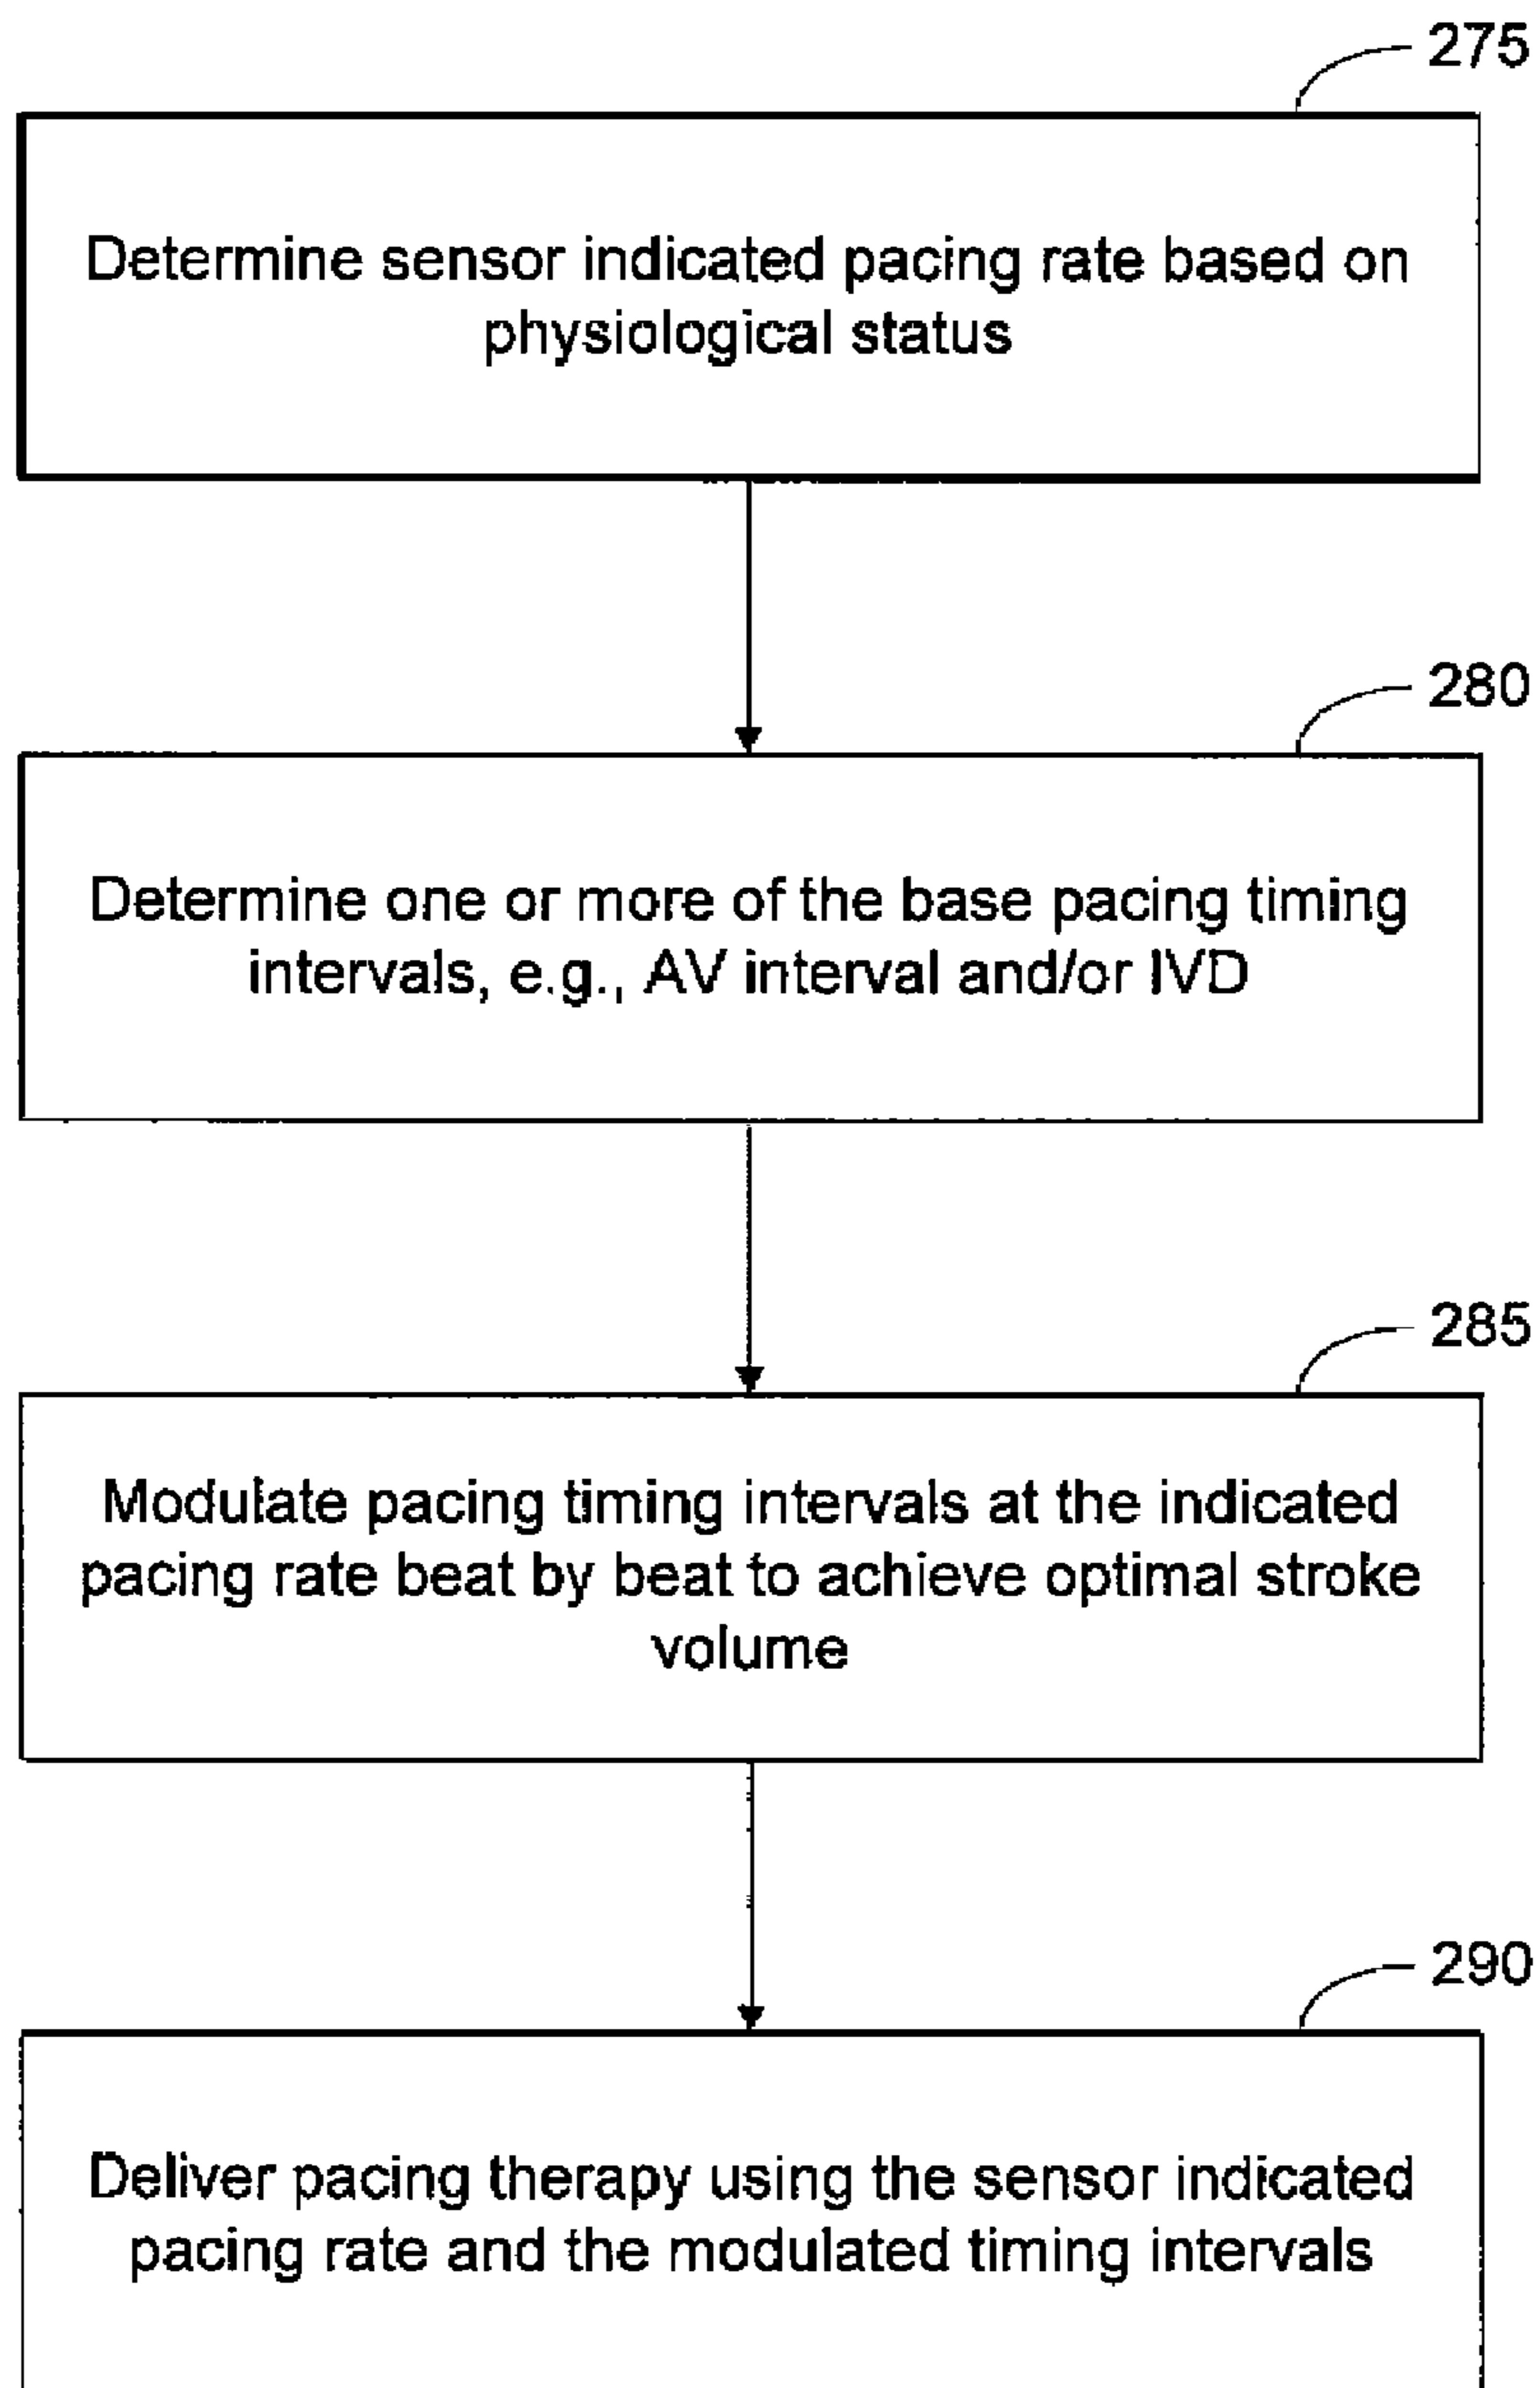 275
Determine sensor indicated pacing rate based on
physiological status
280
Determine one or more of the base pacing timing
intervals, e.g., AV interval and/or IVD
285
Modulate pacing timing intervals at the indicated
pacing rate beat by beat to achieve optimal stroke
volume
290
Deliver pacing therapy using the sensor indicated
pacing rate and the modulated timing intervals